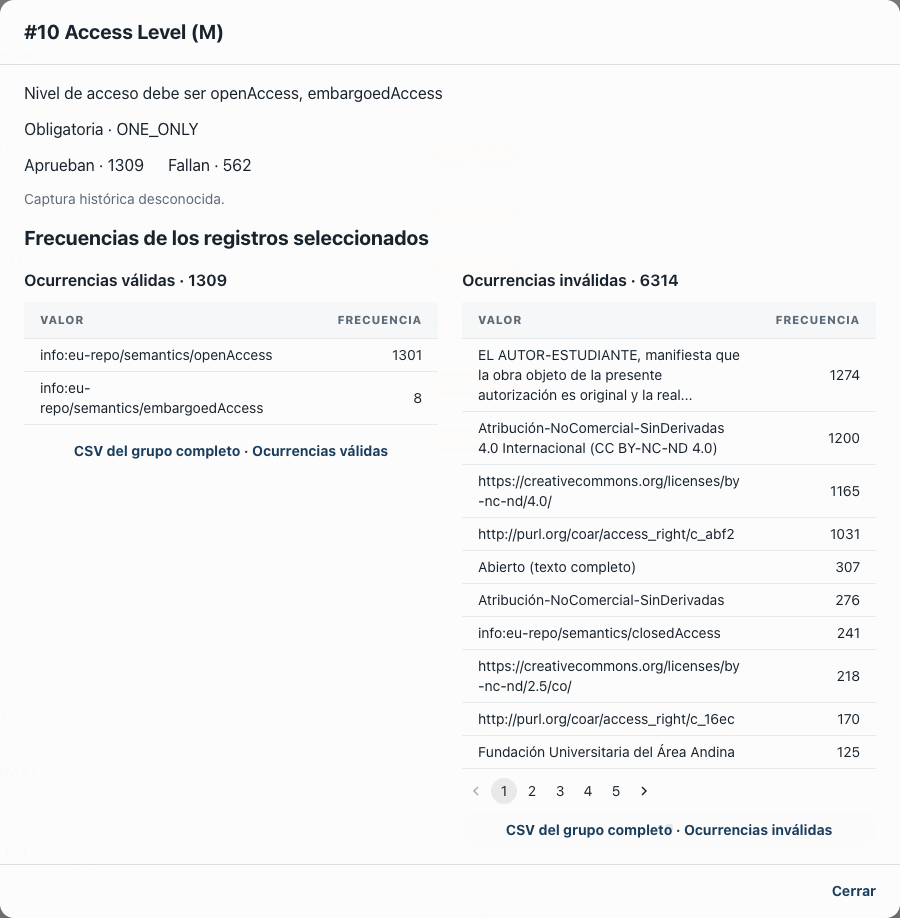 #10 Access Level (M)
Nivel de acceso debe ser openAccess, embargoedAccess
Obligatoria · ONE_ONLY
Aprueban · 1309 Fallan · 562
Captura histórica desconocida.
Frecuencias de los registros seleccionados
Ocurrencias válidas · 1309
VALOR FRECUENCIA
info:eu-repo/semantics/openAccess 1301
info:eu-
repo/semantics/embargoedAccess 8
CSV del grupo completo · Ocurrencias válidas
Ocurrencias inválidas · 6314
VALOR FRECUENCIA
EL AUTOR-ESTUDIANTE, manifiesta que
la obra objeto de la presente
autorización es original y la real... 1274
Atribución-NoComercial-SinDerivadas
4.0 Internacional (CC BY-NC-ND 4.0) 1200
https://creativecommons.org/licenses/by
-nc-nd/4.0/ 1165
http://purl.org/coar/access_right/c_abf2 1031
Abierto (texto completo) 307
Atribución-NoComercial-SinDerivadas 276
info:eu-repo/semantics/closedAccess 241
https://creativecommons.org/licenses/by
-nc-nd/2.5/co/ 218
http://purl.org/coar/access_right/c_16ec 170
Fundación Universitaria del Área Andina 125
‹ 1 2 3 4 5 ›
CSV del grupo completo · Ocurrencias inválidas
Cerrar